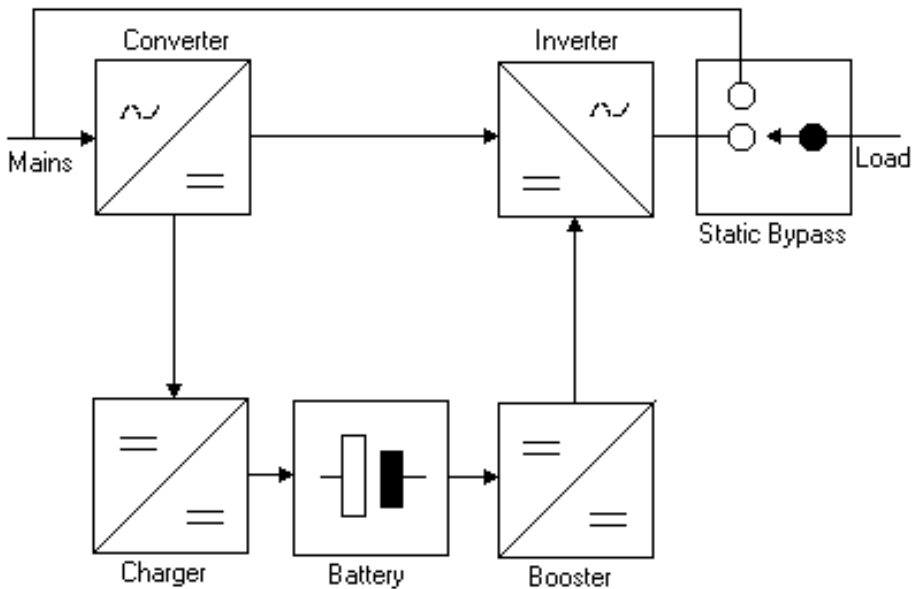 Converter
Inverter
Mains
Load
Static Bypass
Charger
Battery
Booster